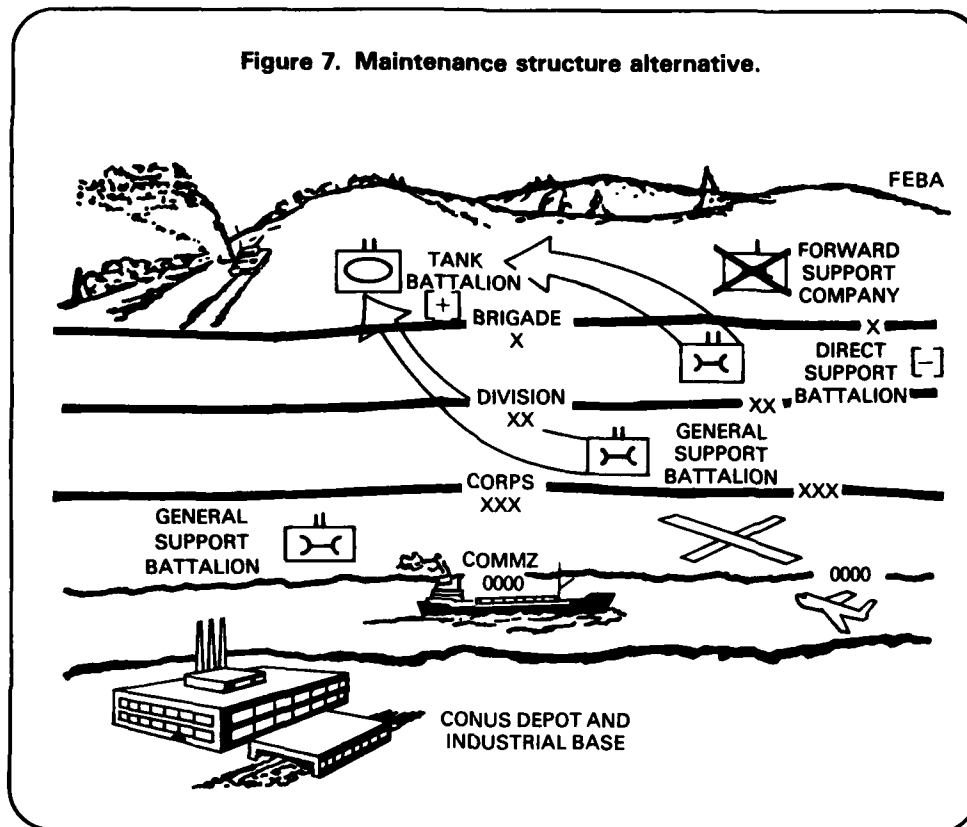 Figure 7. Maintenance structure alternative.
FEBA
TANK
BATTALION
[+]
FORWARD
SUPPORT
COMPANY
BRIGADE
X
X
DIRECT
SUPPORT
BATTALION
[-]
DIVISION
XX
XX
GENERAL
SUPPORT
BATTALION
CORPS
XXX
XXX
GENERAL
SUPPORT
BATTALION
COMMZ
0000
0000
CONUS DEPOT AND
INDUSTRIAL BASE